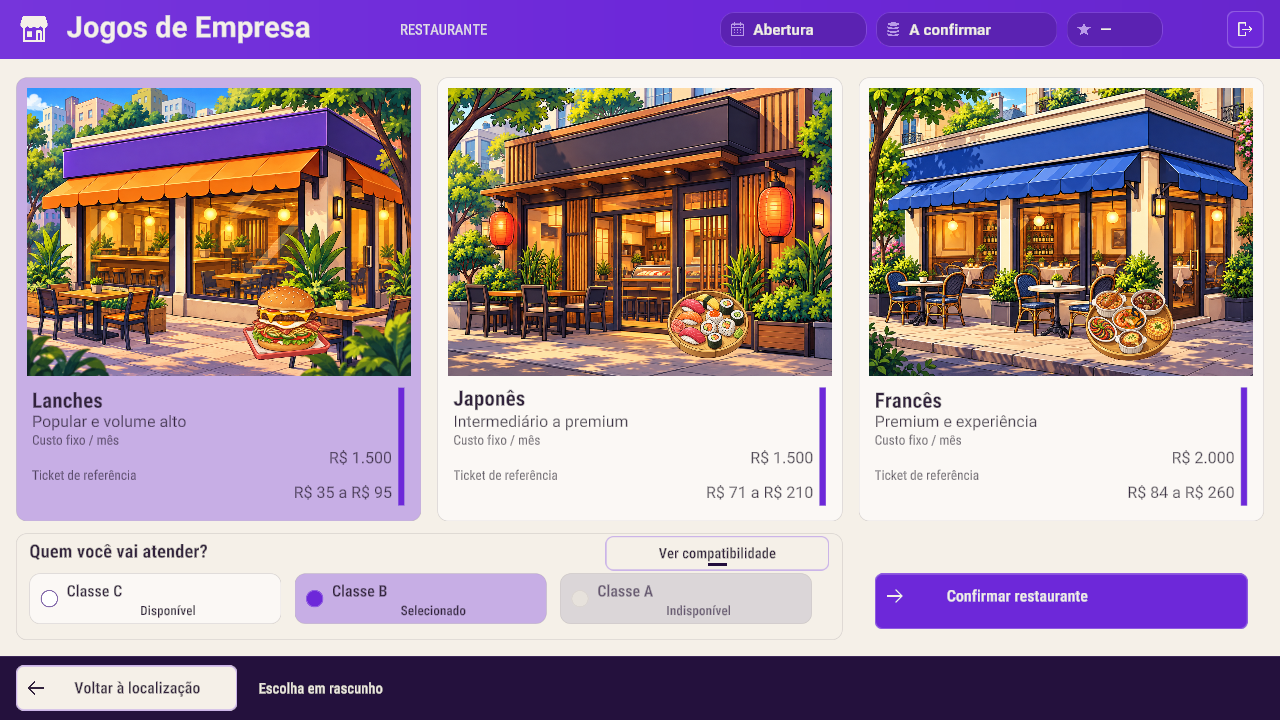 Jogos de Empresa
RESTAURANTE
Abertura
A confirmar
–
Lanches
Popular e volume alto
Custo fixo / mês
R$ 1.500
Ticket de referência
R$ 35 a R$ 95
Japonês
Intermediário a premium
Custo fixo / mês
R$ 1.500
Ticket de referência
R$ 71 a R$ 210
Francês
Premium e experiência
Custo fixo / mês
R$ 2.000
Ticket de referência
R$ 84 a R$ 260
Quem você vai atender?
Ver compatibilidade
Classe C
Disponível
Classe B
Selecionado
Classe A
Indisponível
Confirmar restaurante
Voltar à localização
Escolha em rascunho